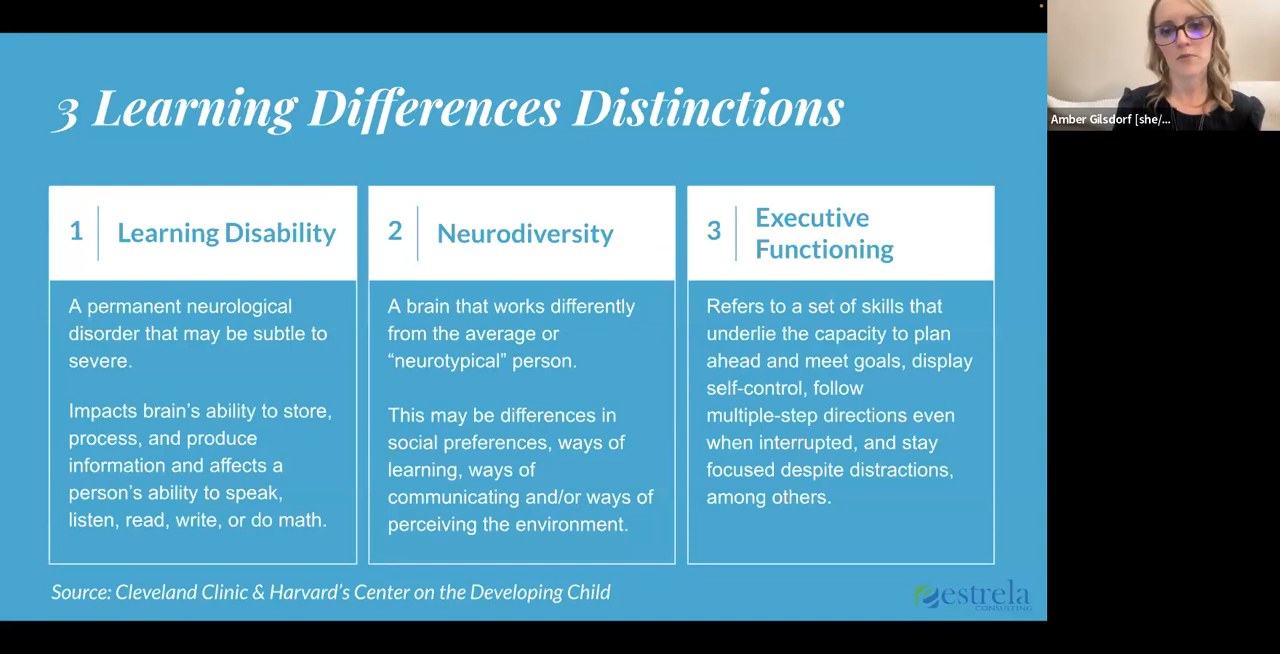 3 Learning Differences Distinctions
1
Learning Disability
A permanent neurological
disorder that may be subtle to
severe.
Impacts brain's ability to store,
process, and produce
information and affects a
person's ability to speak,
listen, read, write, or do math.
2
Neurodiversity
A brain that works differently
from the average or
“neurotypical” person.
This may be differences in
social preferences, ways of
learning, ways of
communicating and/or ways of
perceiving the environment.
3
Executive
Functioning
Refers to a set of skills that
underlie the capacity to plan
ahead and meet goals, display
self-control, follow
multiple-step directions even
when interrupted, and stay
focused despite distractions,
among others.
Source: Cleveland Clinic & Harvard's Center on the Developing Child
estrela
CONSULTING
Amber Gilsdorf [she/...